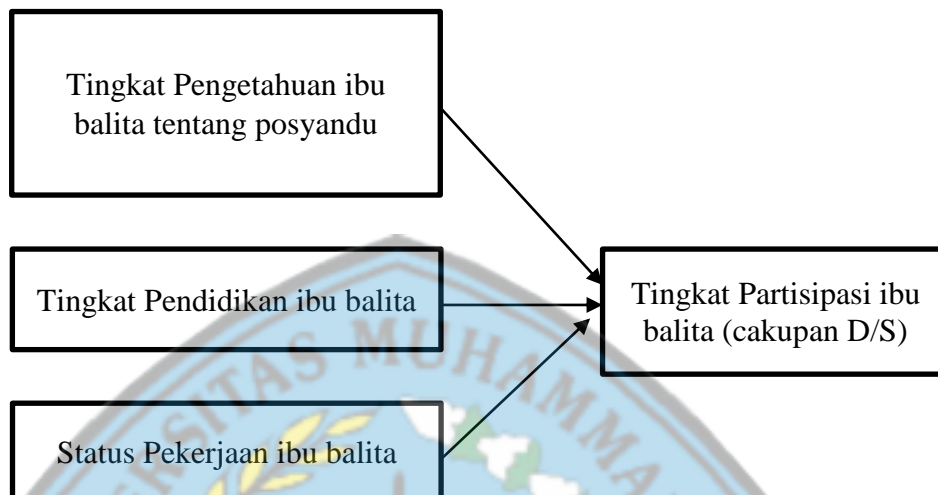 Tingkat Pengetahuan ibu
balita tentang posyandu
Tingkat Pendidikan ibu balita
Tingkat Partisipasi ibu
balita (cakupan D/S)
Status Pekerjaan ibu balita